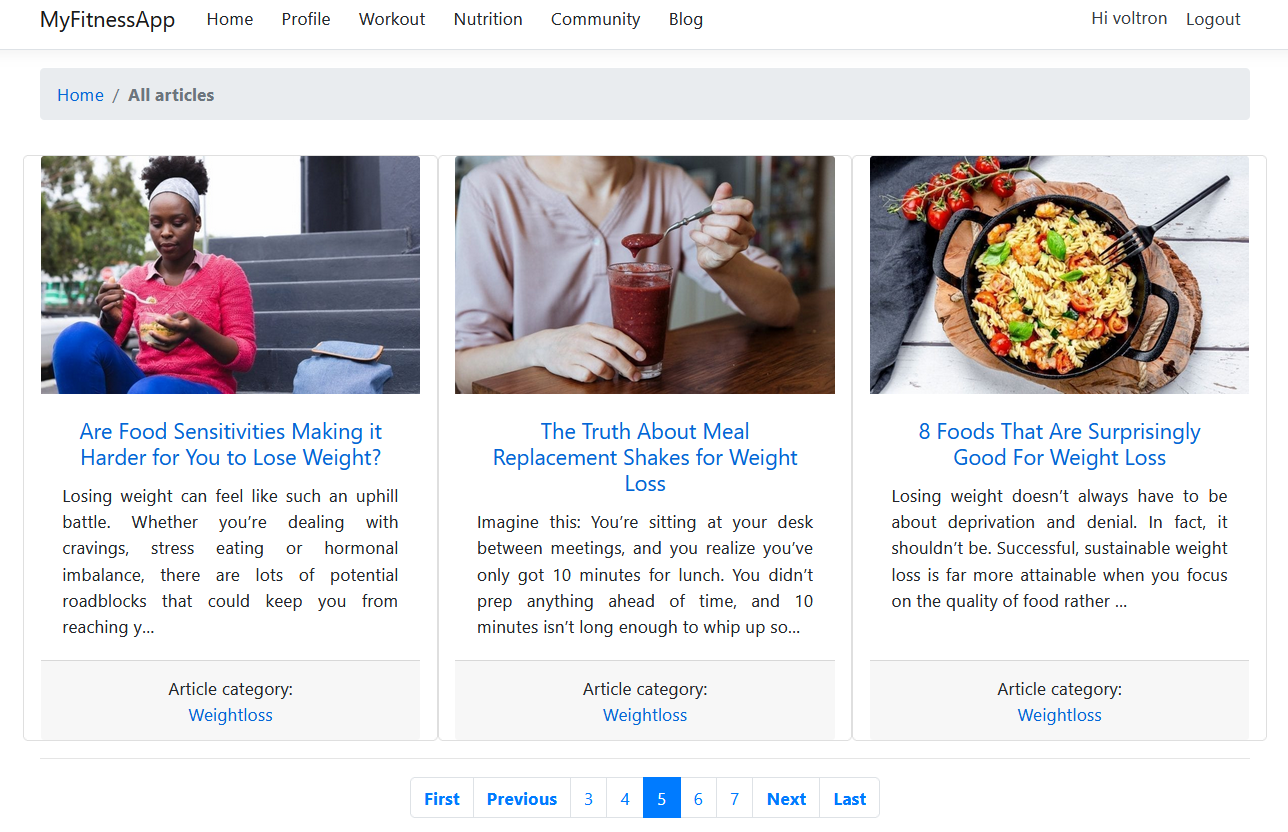 MyFitnessApp Home Profile Workout Nutrition Community Blog Hi voltron Logout
Home / All articles
Are Food Sensitivities Making it
Harder for You to Lose Weight?
Losing weight can feel like such an uphill
battle. Whether you’re dealing with
cravings, stress eating or hormonal
imbalance, there are lots of potential
roadblocks that could keep you from
reaching y...
Article category:
Weightloss
The Truth About Meal
Replacement Shakes for Weight
Loss
Imagine this: You’re sitting at your desk
between meetings, and you realize you’ve
only got 10 minutes for lunch. You didn’t
prep anything ahead of time, and 10
minutes isn’t long enough to whip up so...
Article category:
Weightloss
8 Foods That Are Surprisingly
Good For Weight Loss
Losing weight doesn’t always have to be
about deprivation and denial. In fact, it
shouldn’t be. Successful, sustainable weight
loss is far more attainable when you focus
on the quality of food rather ...
Article category:
Weightloss
First Previous 3 4 5 6 7 Next Last